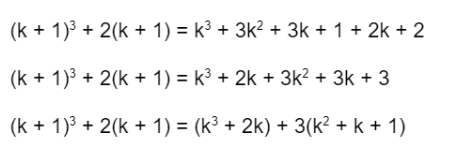 (k + 1)³ + 2(k + 1) = k³ + 3k² + 3k + 1 + 2k + 2
(k + 1)³ + 2(k + 1) = k³ + 2k + 3k² + 3k + 3
(k + 1)³ + 2(k + 1) = (k³ + 2k) + 3(k² + k + 1)